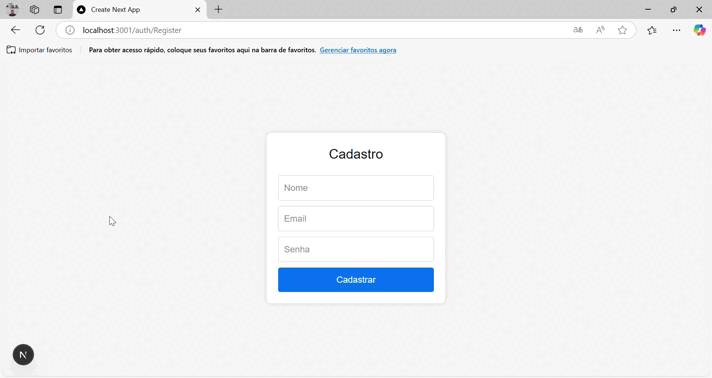 Create Next App
localhost:3001/auth/Register
Importar favoritos
Para obter acesso rápido, coloque seus favoritos aqui na barra de favoritos. Gerenciar favoritos agora
Cadastro
Nome
Email
Senha
Cadastrar
N